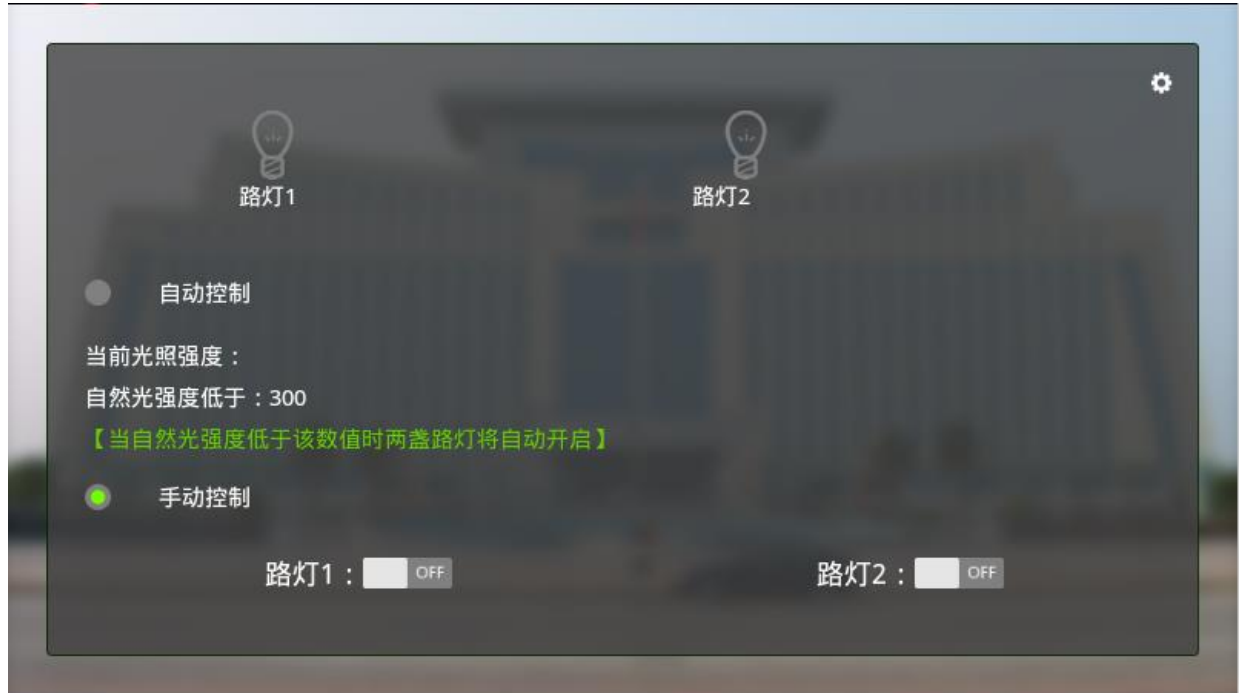 路灯1 路灯2
自动控制
当前光照强度：
自然光强度低于：300
【当自然光强度低于该数值时两盏路灯将自动开启】
手动控制
路灯1： OFF 路灯2： OFF